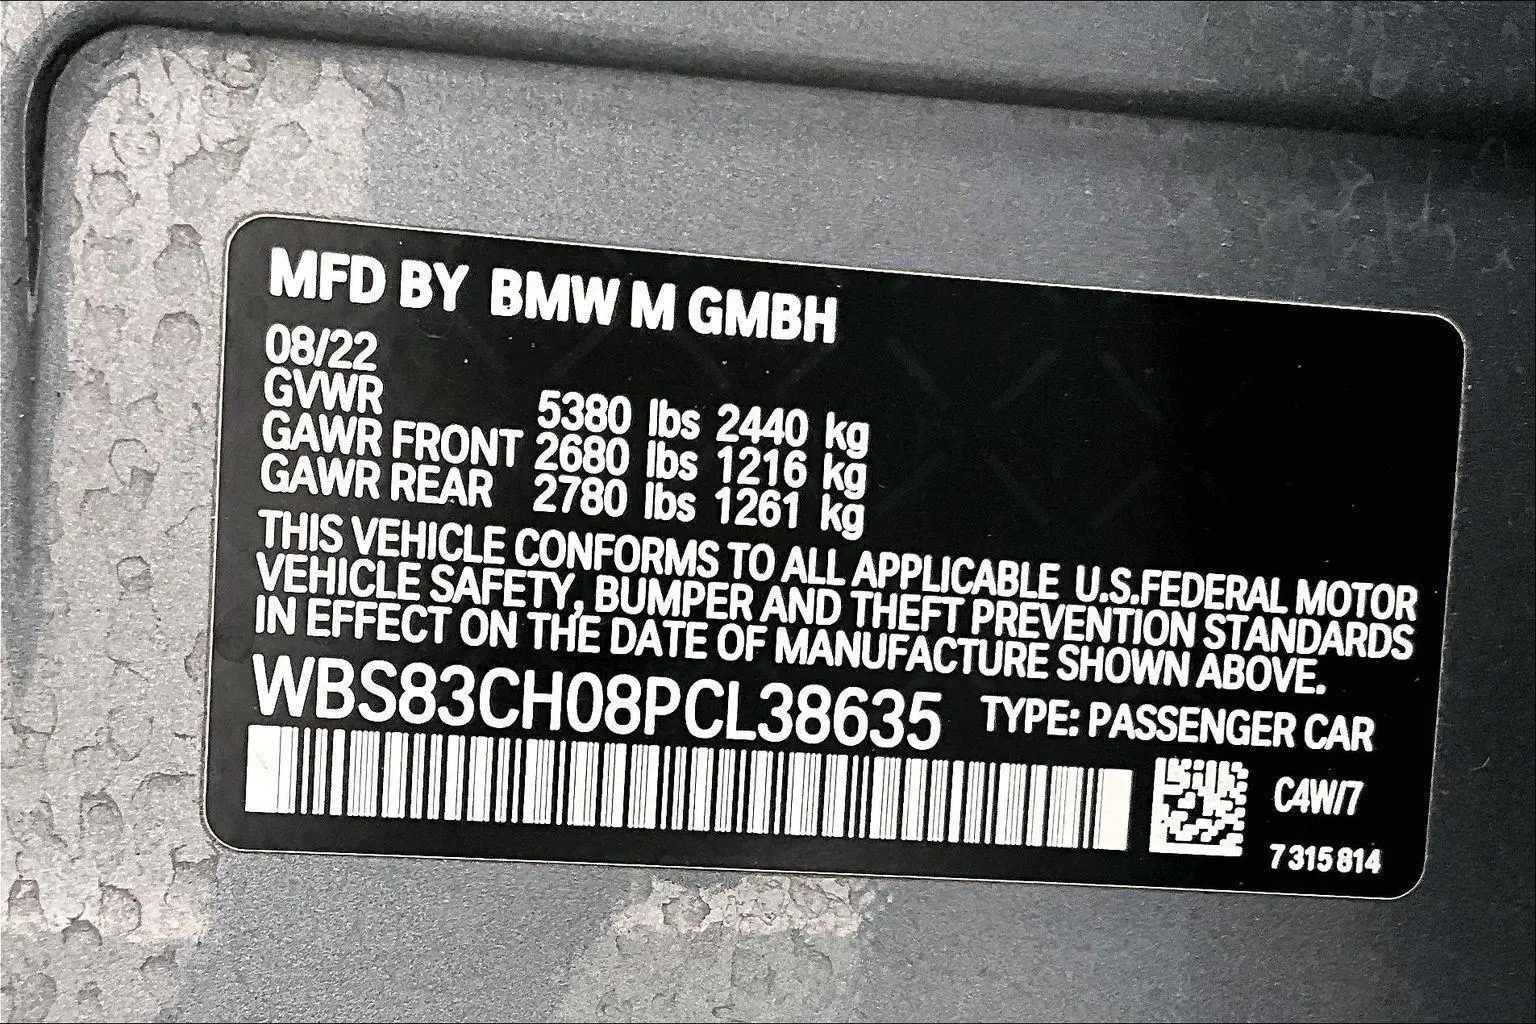 MFD BY BMW M GMBH
08/22
GVWR 5380 lbs 2440 kg
GAWR FRONT 2680 lbs 1216 kg
GAWR REAR 2780 lbs 1261 kg
THIS VEHICLE CONFORMS TO ALL APPLICABLE U.S.FEDERAL MOTOR
VEHICLE SAFETY, BUMPER AND THEFT PREVENTION STANDARDS
IN EFFECT ON THE DATE OF MANUFACTURE SHOWN ABOVE.
WBS83CH08PCL38635 TYPE: PASSENGER CAR
C4W/7
7 315 814